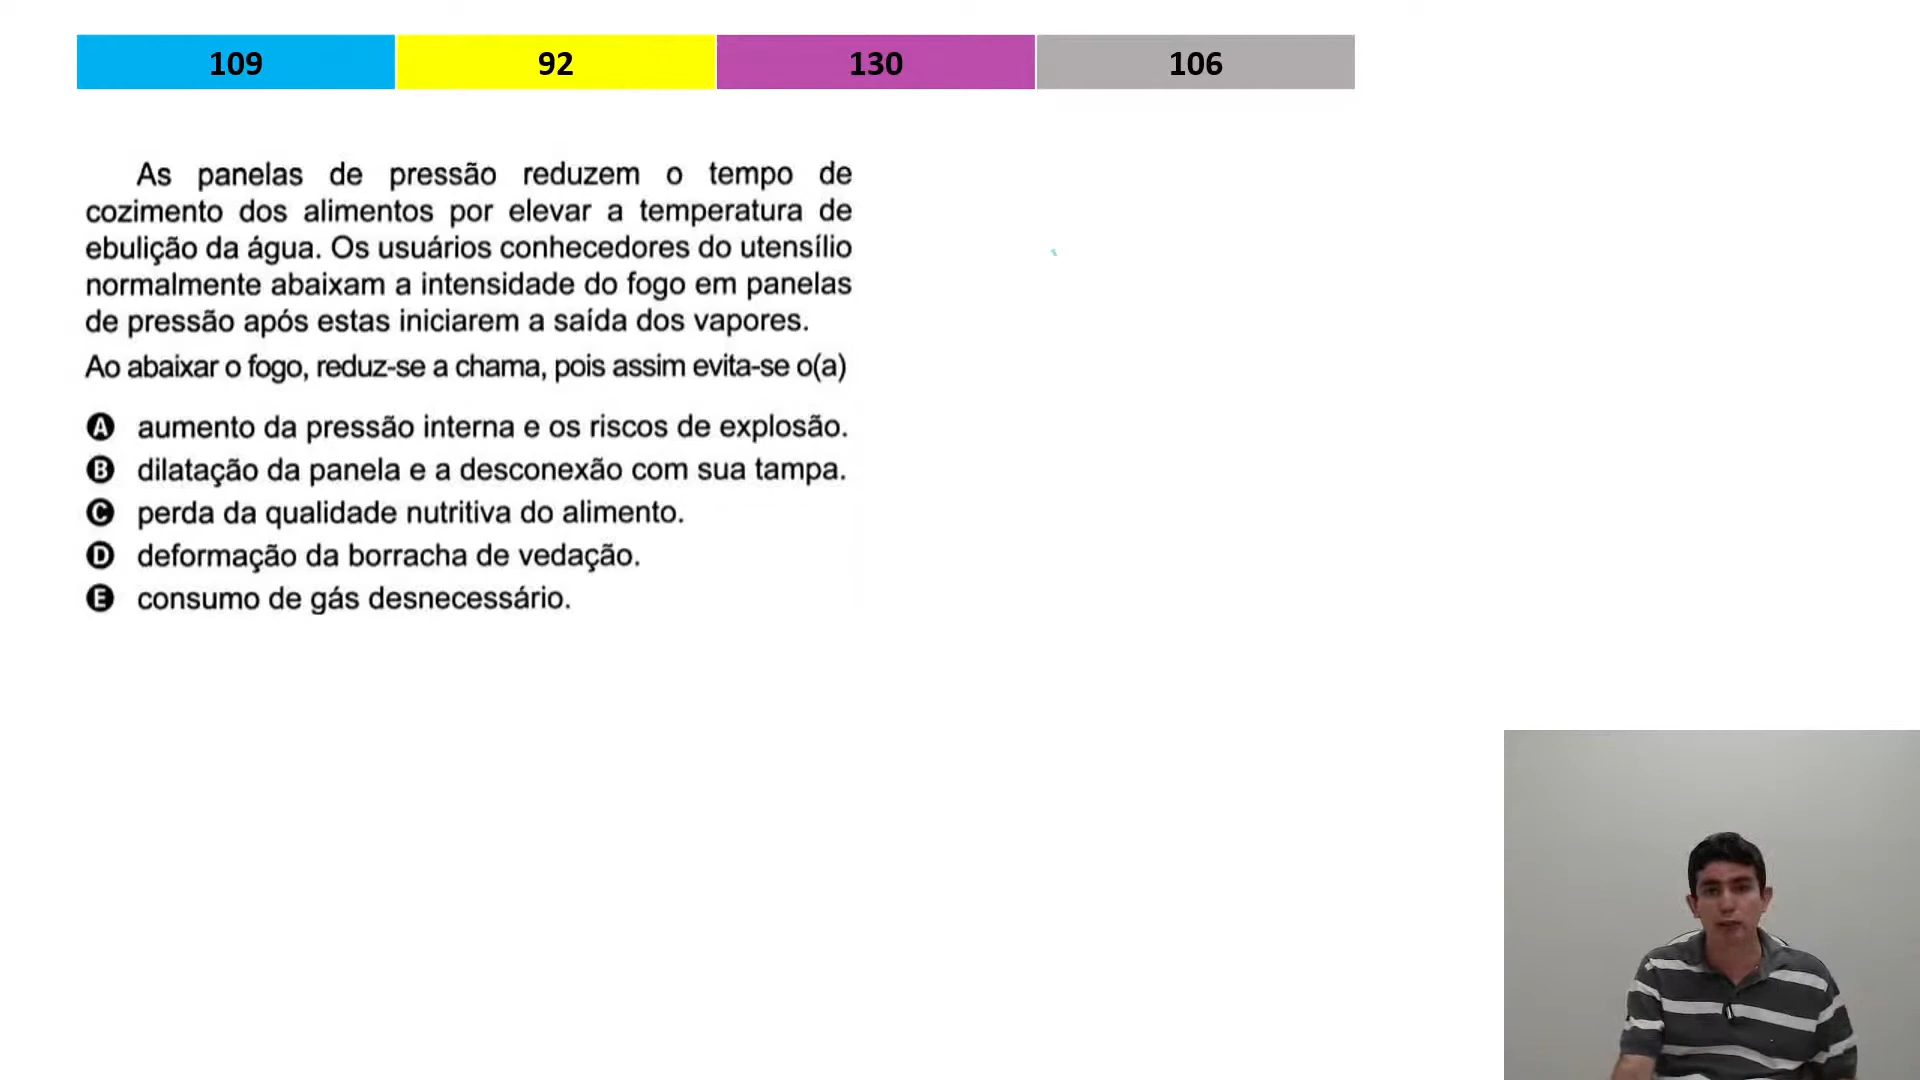 109 92 130 106
As panelas de pressão reduzem o tempo de
cozimento dos alimentos por elevar a temperatura de
ebulição da água. Os usuários conhecedores do utensílio
normalmente abaixam a intensidade do fogo em panelas
de pressão após estas iniciarem a saída dos vapores.
Ao abaixar o fogo, reduz-se a chama, pois assim evita-se o(a)
A aumento da pressão interna e os riscos de explosão.
B dilatação da panela e a desconexão com sua tampa.
C perda da qualidade nutritiva do alimento.
D deformação da borracha de vedação.
E consumo de gás desnecessário.